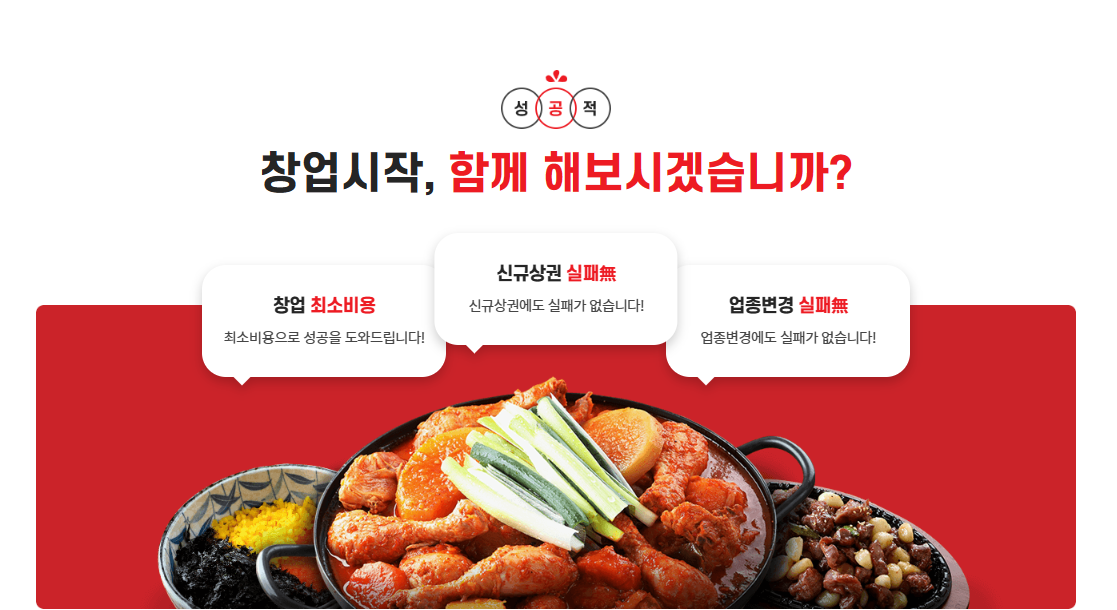 성공적
창업시작, 함께 해보시겠습니까?
신규상권 실패無
신규상권에도 실패가 없습니다!
창업 최소비용
최소비용으로 성공을 도와드립니다!
업종변경 실패無
업종변경에도 실패가 없습니다!